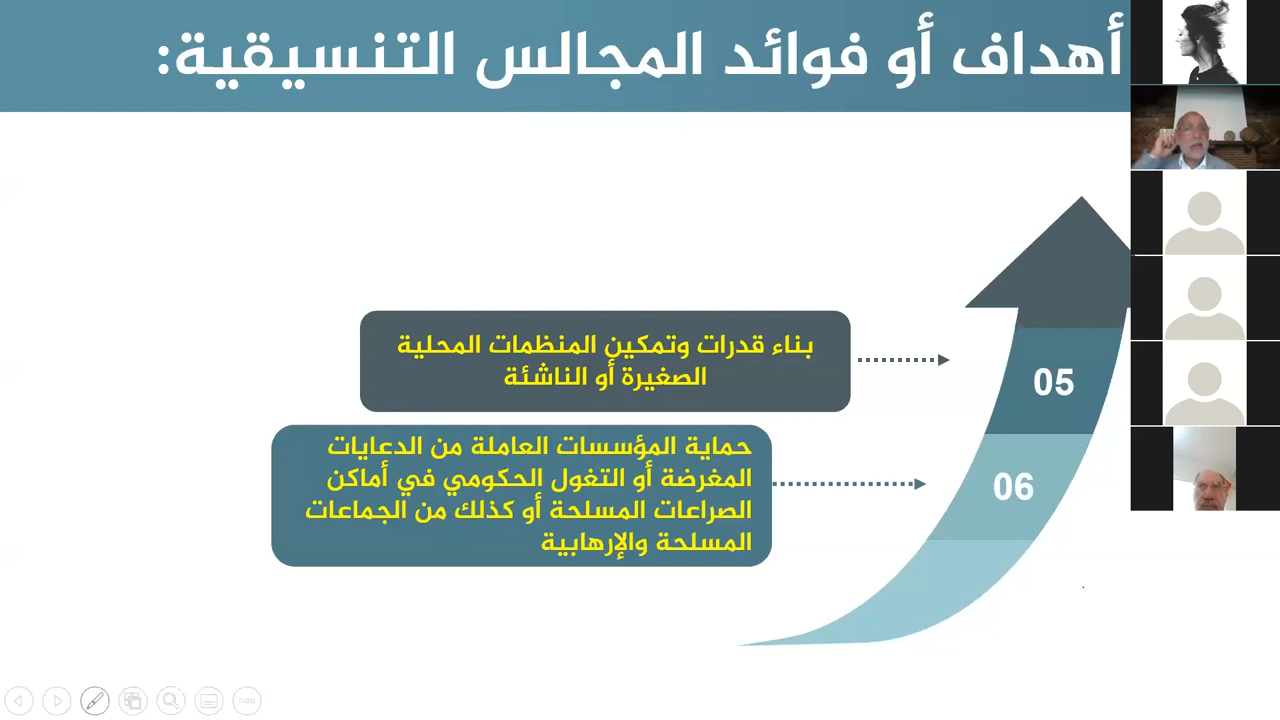 أهداف أو فوائد المجالس التنسيقية:
بناء قدرات وتمكين المنظمات المحلية
الصغيرة أو الناشئة
05
حماية المؤسسات العاملة من الدعايات
المغرضة أو التغول الحكومي في أماكن
الصراعات المسلحة أو كذلك من الجماعات
المسلحة والإرهابية
06